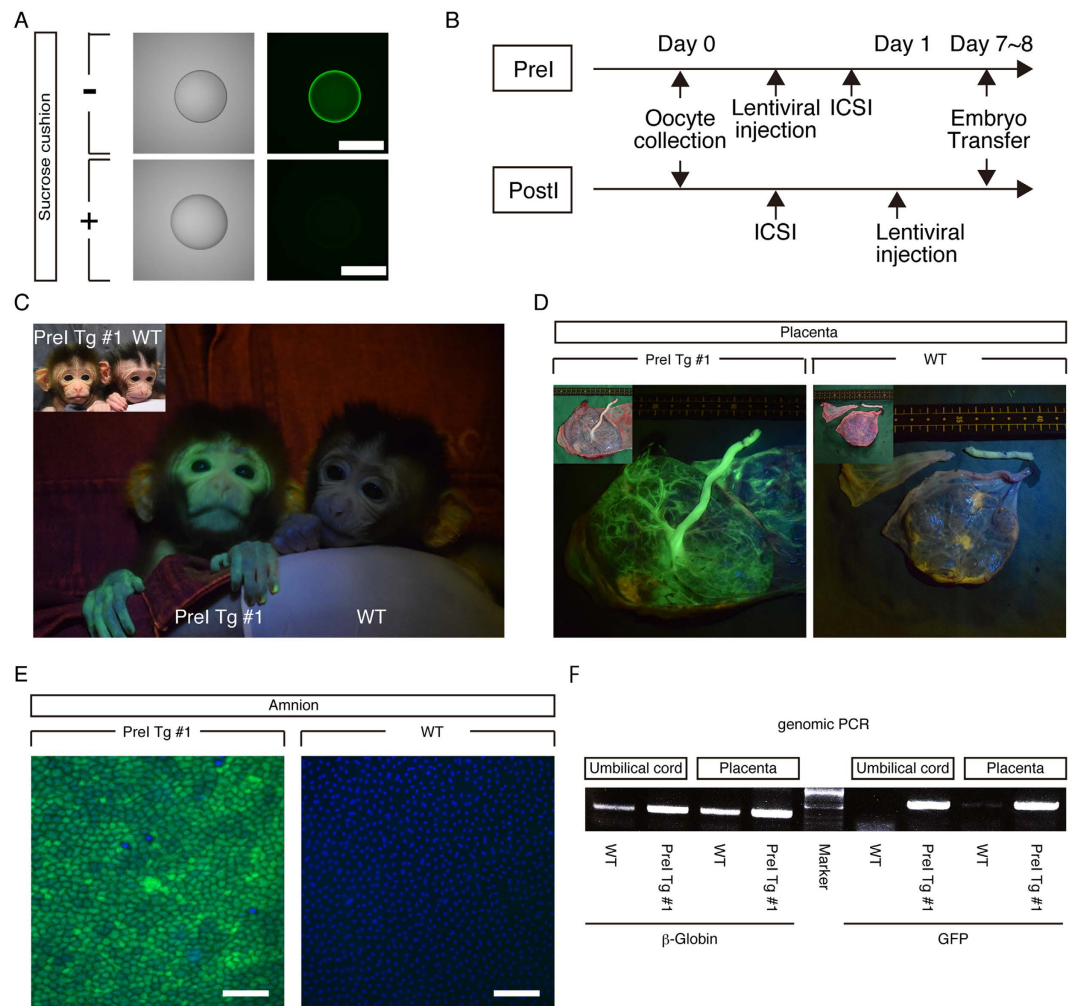 A
Sucrose cushion
-
+
B
Day 0
Day 1
Day 7~8
PreI
Oocyte
collection
Lentiviral
injection
ICSI
Embryo
Transfer
PostI
ICSI
Lentiviral
injection
C
PreI Tg #1 WT
PreI Tg #1
WT
D
Placenta
PreI Tg #1
WT
E
Amnion
PreI Tg #1
WT
F
genomic PCR
Umbilical cord
Placenta
Umbilical cord
Placenta
WT
PreI Tg #1
WT
PreI Tg #1
Marker
WT
PreI Tg #1
WT
PreI Tg #1
β-Globin
GFP